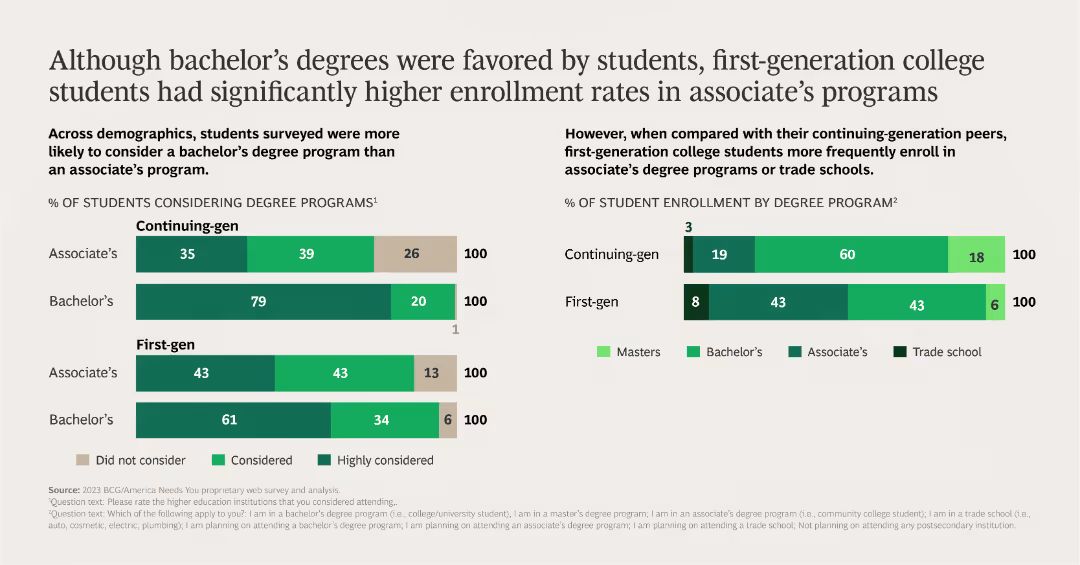 Although bachelor's degrees were favored by students, first-generation college
students had significantly higher enrollment rates in associate's programs
Across demographics, students surveyed were more
likely to consider a bachelor's degree program than
an associate's program.
% OF STUDENTS CONSIDERING DEGREE PROGRAMS¹
Continuing-gen
Associate's 35 39 26 100
Bachelor's 79 20 100
1
First-gen
Associate's 43 43 13 100
Bachelor's 61 34 6 100
Did not consider Considered Highly considered
However, when compared with their continuing-generation peers,
first-generation college students more frequently enroll in
associate's degree programs or trade schools.
% OF STUDENT ENROLLMENT BY DEGREE PROGRAM²
3
Continuing-gen 19 60 18 100
First-gen 8 43 43 6 100
Masters Bachelor's Associate's Trade school
Source: 2023 BCG/America Needs You proprietary web survey and analysis.
¹Question text: Please rate the higher education institutions that you considered attending,.
²Question text: Which of the following apply to you?: I am in a bachelor's degree program (i.e., college/university student), I am in a master's degree program; I am in an associate's degree program (i.e., community college student); I am in a trade school (i.e.,
auto, cosmetic, electric, plumbing); I am planning on attending a bachelor's degree program; I am planning on attending an associate's degree program; I am planning on attending a trade school; Not planning on attending any postsecondary institution.